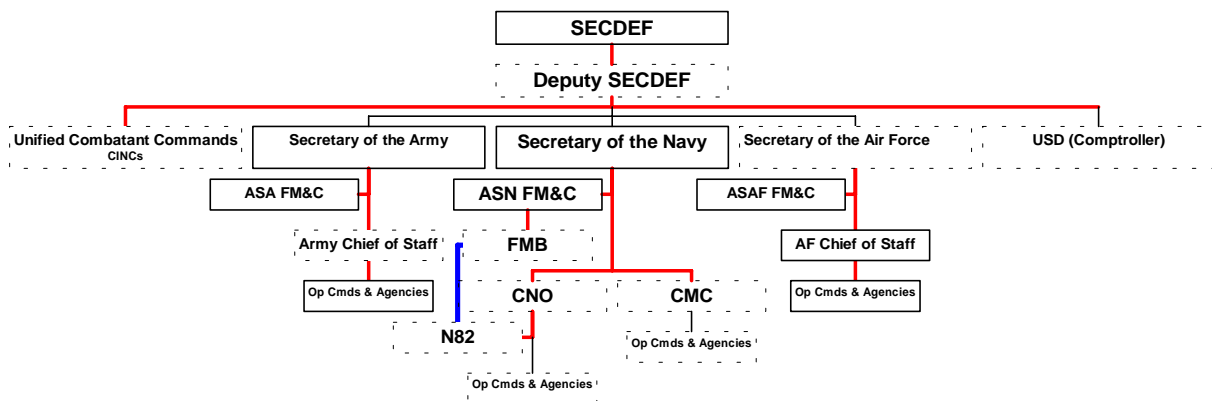 SECDEF
Deputy SECDEF
Unified Combatant Commands
CINCs
Secretary of the Army
Secretary of the Navy
Secretary of the Air Force
USD (Comptroller)
ASA FM&C
ASN FM&C
ASAF FM&C
Army Chief of Staff
FMB
AF Chief of Staff
Op Cmds & Agencies
CNO
CMC
Op Cmds & Agencies
N82
Op Cmds & Agencies
Op Cmds & Agencies